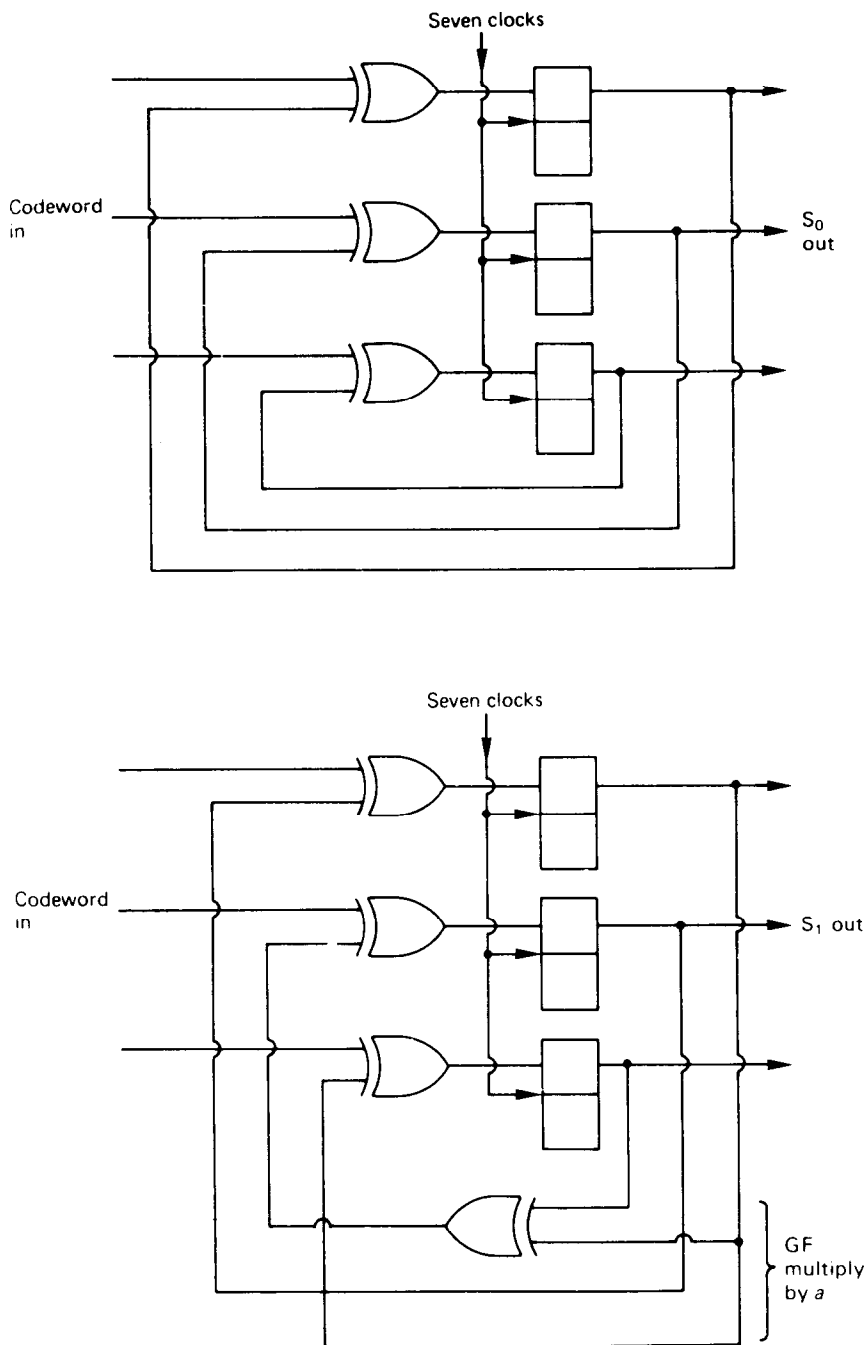 Seven clocks
Codeword
in
S₀
out
Seven clocks
Codeword
in
S₁ out
GF
multiply
by a